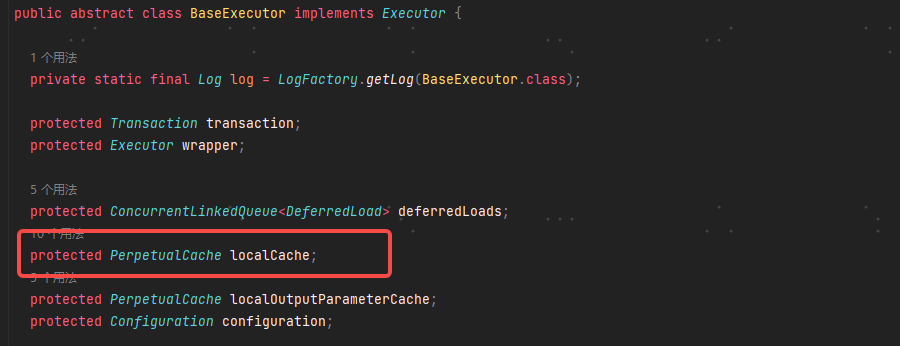 public abstract class BaseExecutor implements Executor {
1 个用法
private static final Log log = LogFactory.getLog(BaseExecutor.class);
protected Transaction transaction;
protected Executor wrapper;
5 个用法
protected ConcurrentLinkedQueue<DeferredLoad> deferredLoads;
10 个用法
protected PerpetualCache localCache;
个用法
protected PerpetualCache localOutputParameterCache;
protected Configuration configuration;